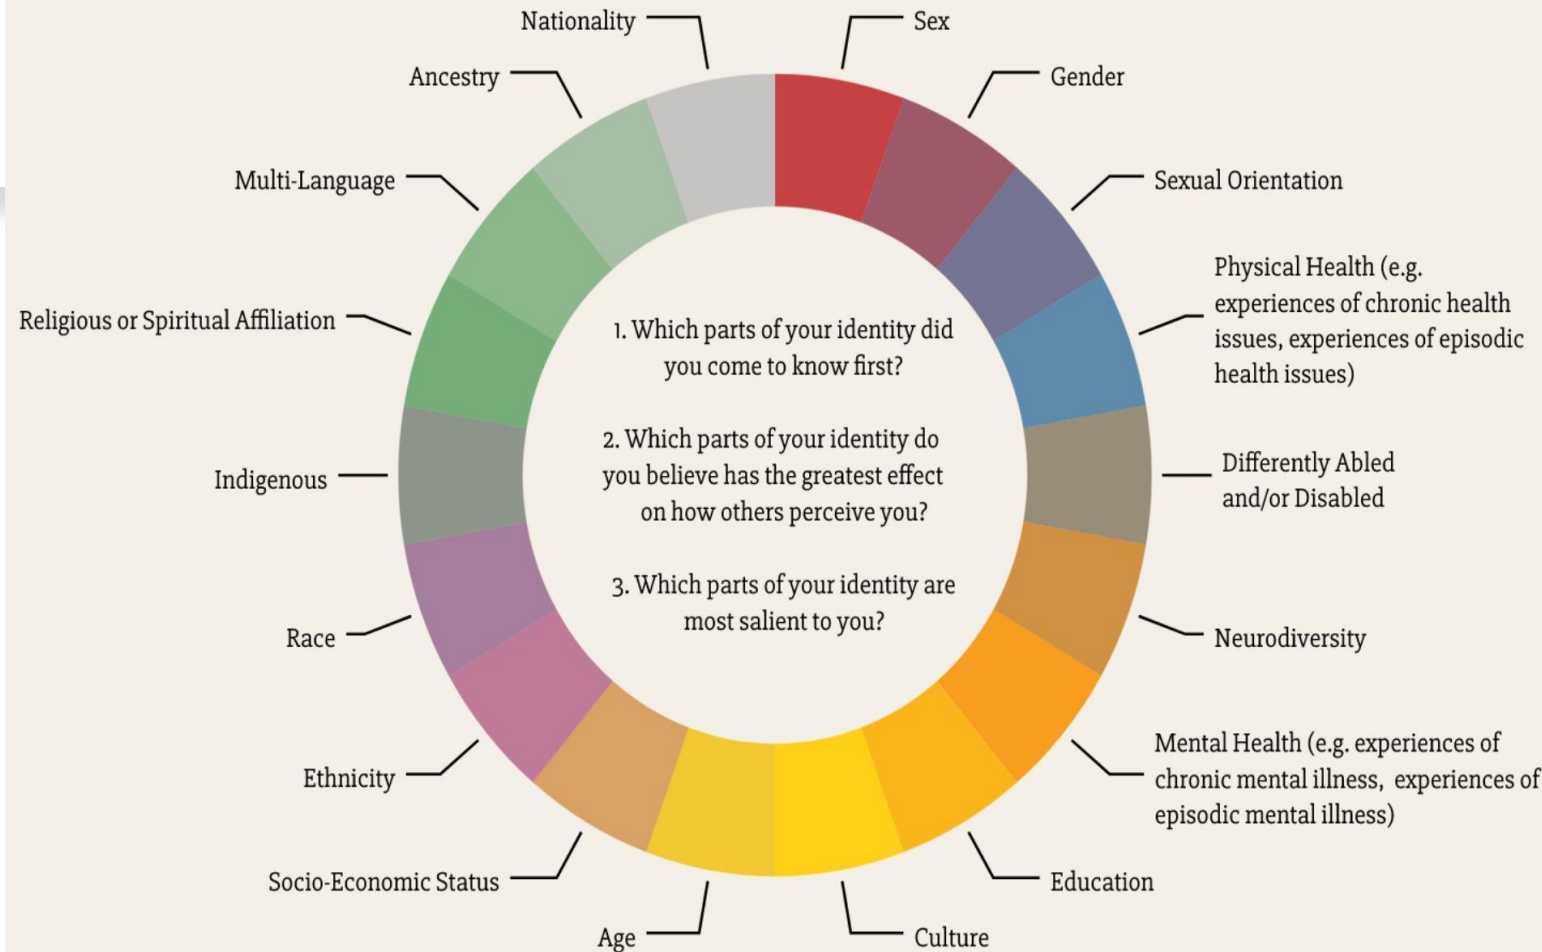 Nationality
Sex
Ancestry
Gender
Multi-Language
Sexual Orientation
Physical Health (e.g.
experiences of chronic health
issues, experiences of episodic
health issues)
Religious or Spiritual Affiliation
1. Which parts of your identity did
you come to know first?
2. Which parts of your identity do
you believe has the greatest effect
on how others perceive you?
3. Which parts of your identity are
most salient to you?
Indigenous
Differently Abled
and/or Disabled
Race
Neurodiversity
Ethnicity
Mental Health (e.g. experiences of
chronic mental illness, experiences of
episodic mental illness)
Socio-Economic Status
Education
Age
Culture